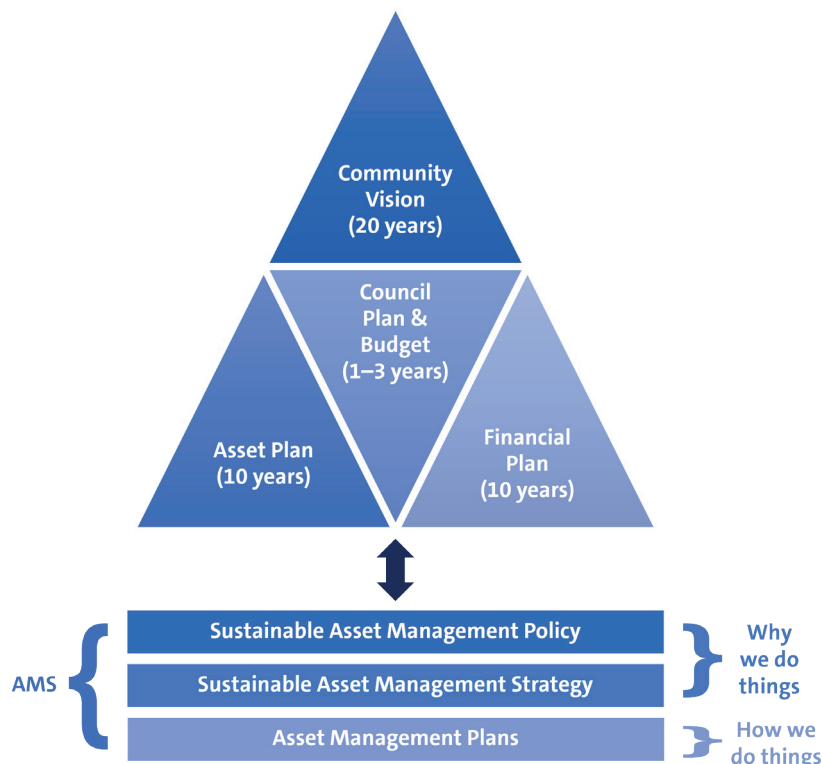 Community
Vision
(20 years)
Council
Plan &
Budget
(1–3 years)
Asset Plan
(10 years)
Financial
Plan
(10 years)
Sustainable Asset Management Policy
Sustainable Asset Management Strategy
Asset Management Plans
AMS
Why
we do
things
How we
do things